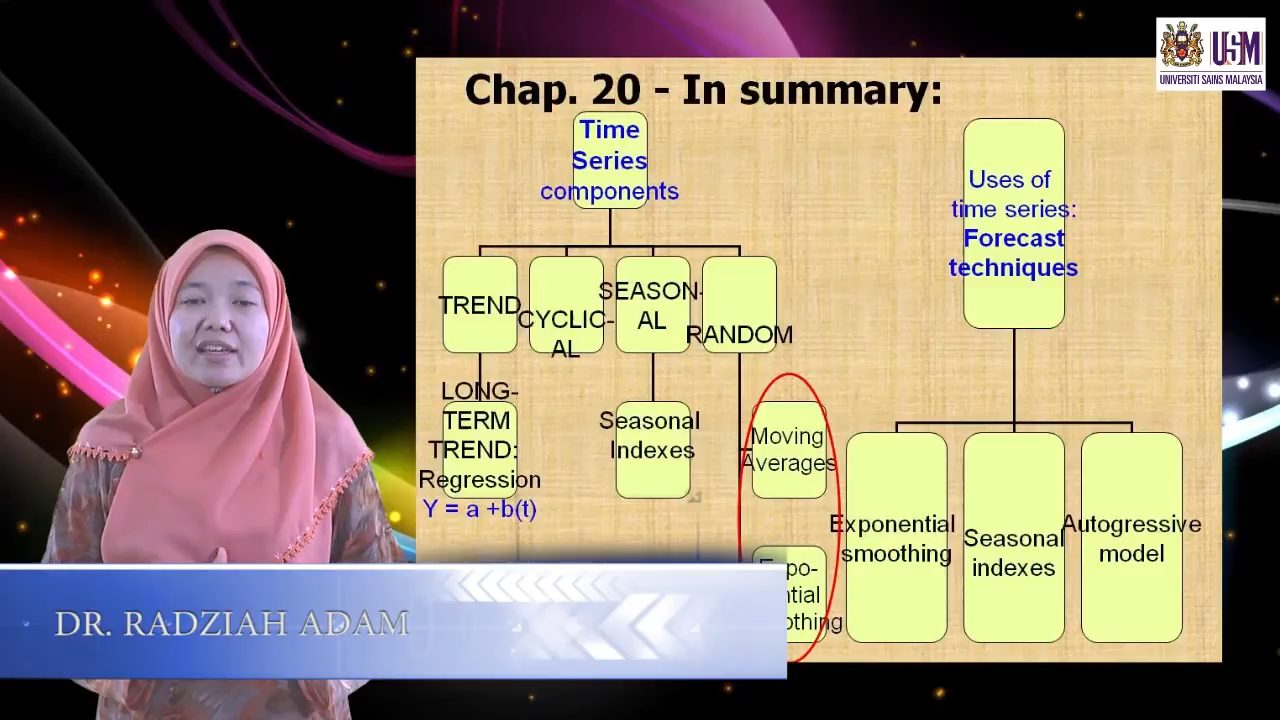 USM
UNIVERSITI SAINS MALAYSIA
Chap. 20 - In summary:
Time
Series
components
TREND
CYCLIC-
AL
SEASON-
AL
RANDOM
LONG-
TERM
TREND:
Regression
Y = a +b(t)
Seasonal
Indexes
Moving
Averages
Uses of
time series:
Forecast
techniques
Exponential
smoothing
Seasonal
indexes
Autogressive
model
DR. RADZIAH ADAM